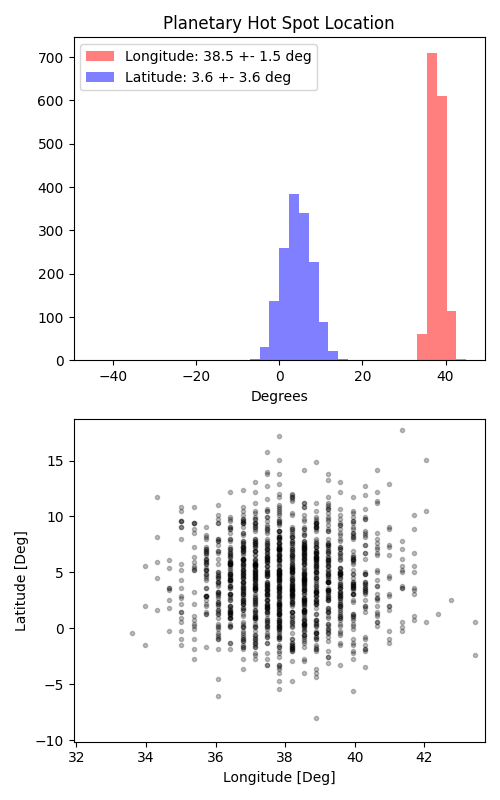 Planetary Hot Spot Location
Longitude: 38.5 +- 1.5 deg
Latitude: 3.6 +- 3.6 deg
700
600
500
400
300
200
100
0
−40 −20 0 20 40
Degrees
Latitude [Deg]
15
10
5
0
−5
−10
32 34 36 38 40 42
Longitude [Deg]